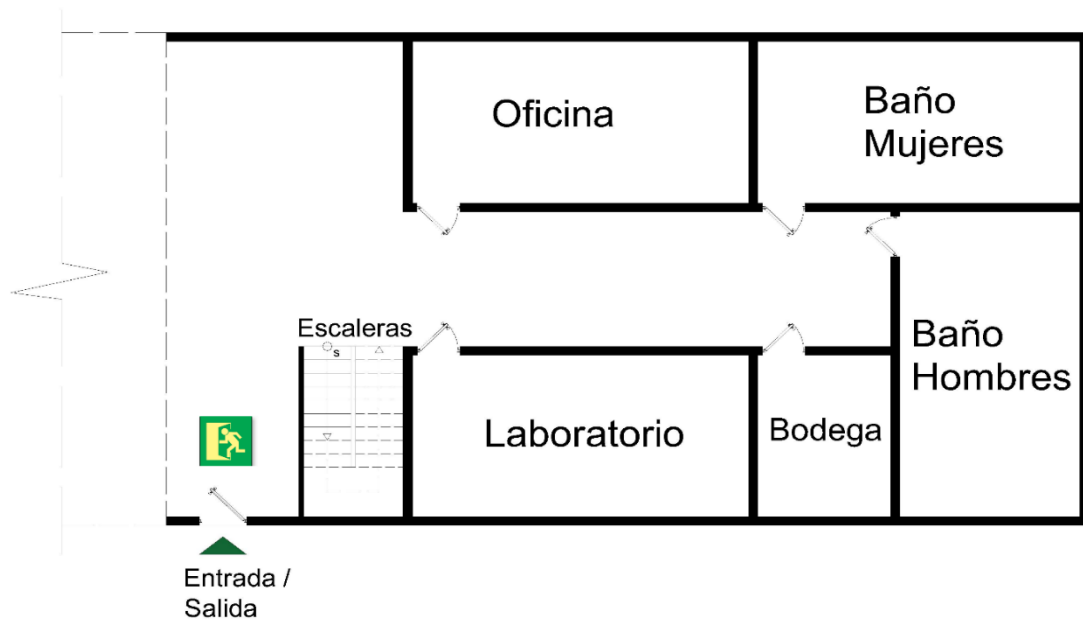 Oficina
Baño
Mujeres
Escaleras
s
Baño
Hombres
Laboratorio
Bodega
Entrada /
Salida